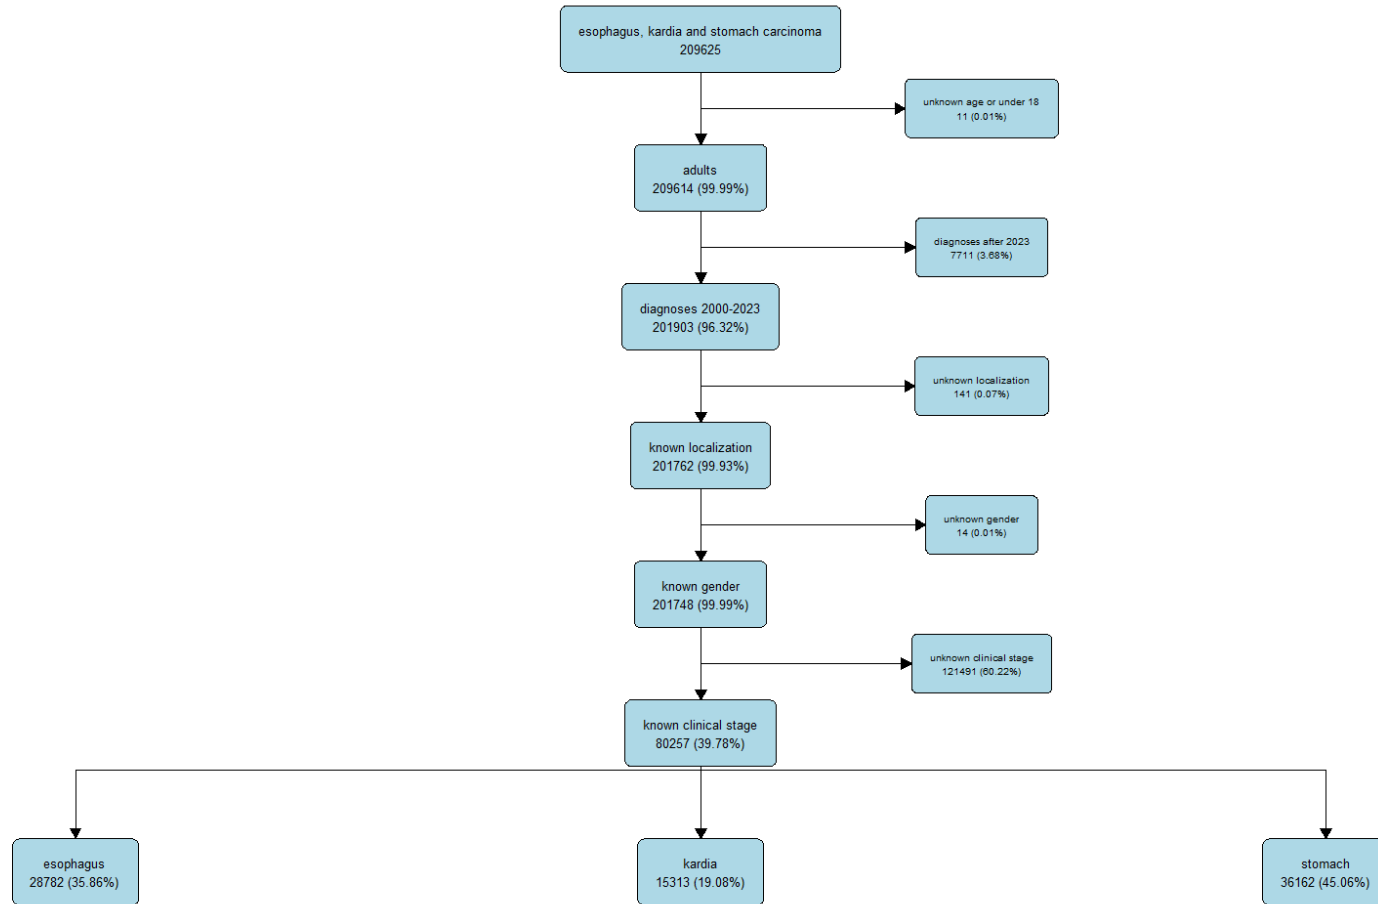 esophagus, kardia and stomach carcinoma
209625
unknown age or under 18
11 (0.01%)
adults
209614 (99.99%)
diagnoses after 2023
7711 (3.68%)
diagnoses 2000-2023
201903 (96.32%)
unknown localization
141 (0.07%)
known localization
201762 (99.93%)
unknown gender
14 (0.01%)
known gender
201748 (99.99%)
unknown clinical stage
121491 (60.22%)
known clinical stage
80257 (39.78%)
esophagus
28782 (35.86%)
kardia
15313 (19.08%)
stomach
36162 (45.06%)